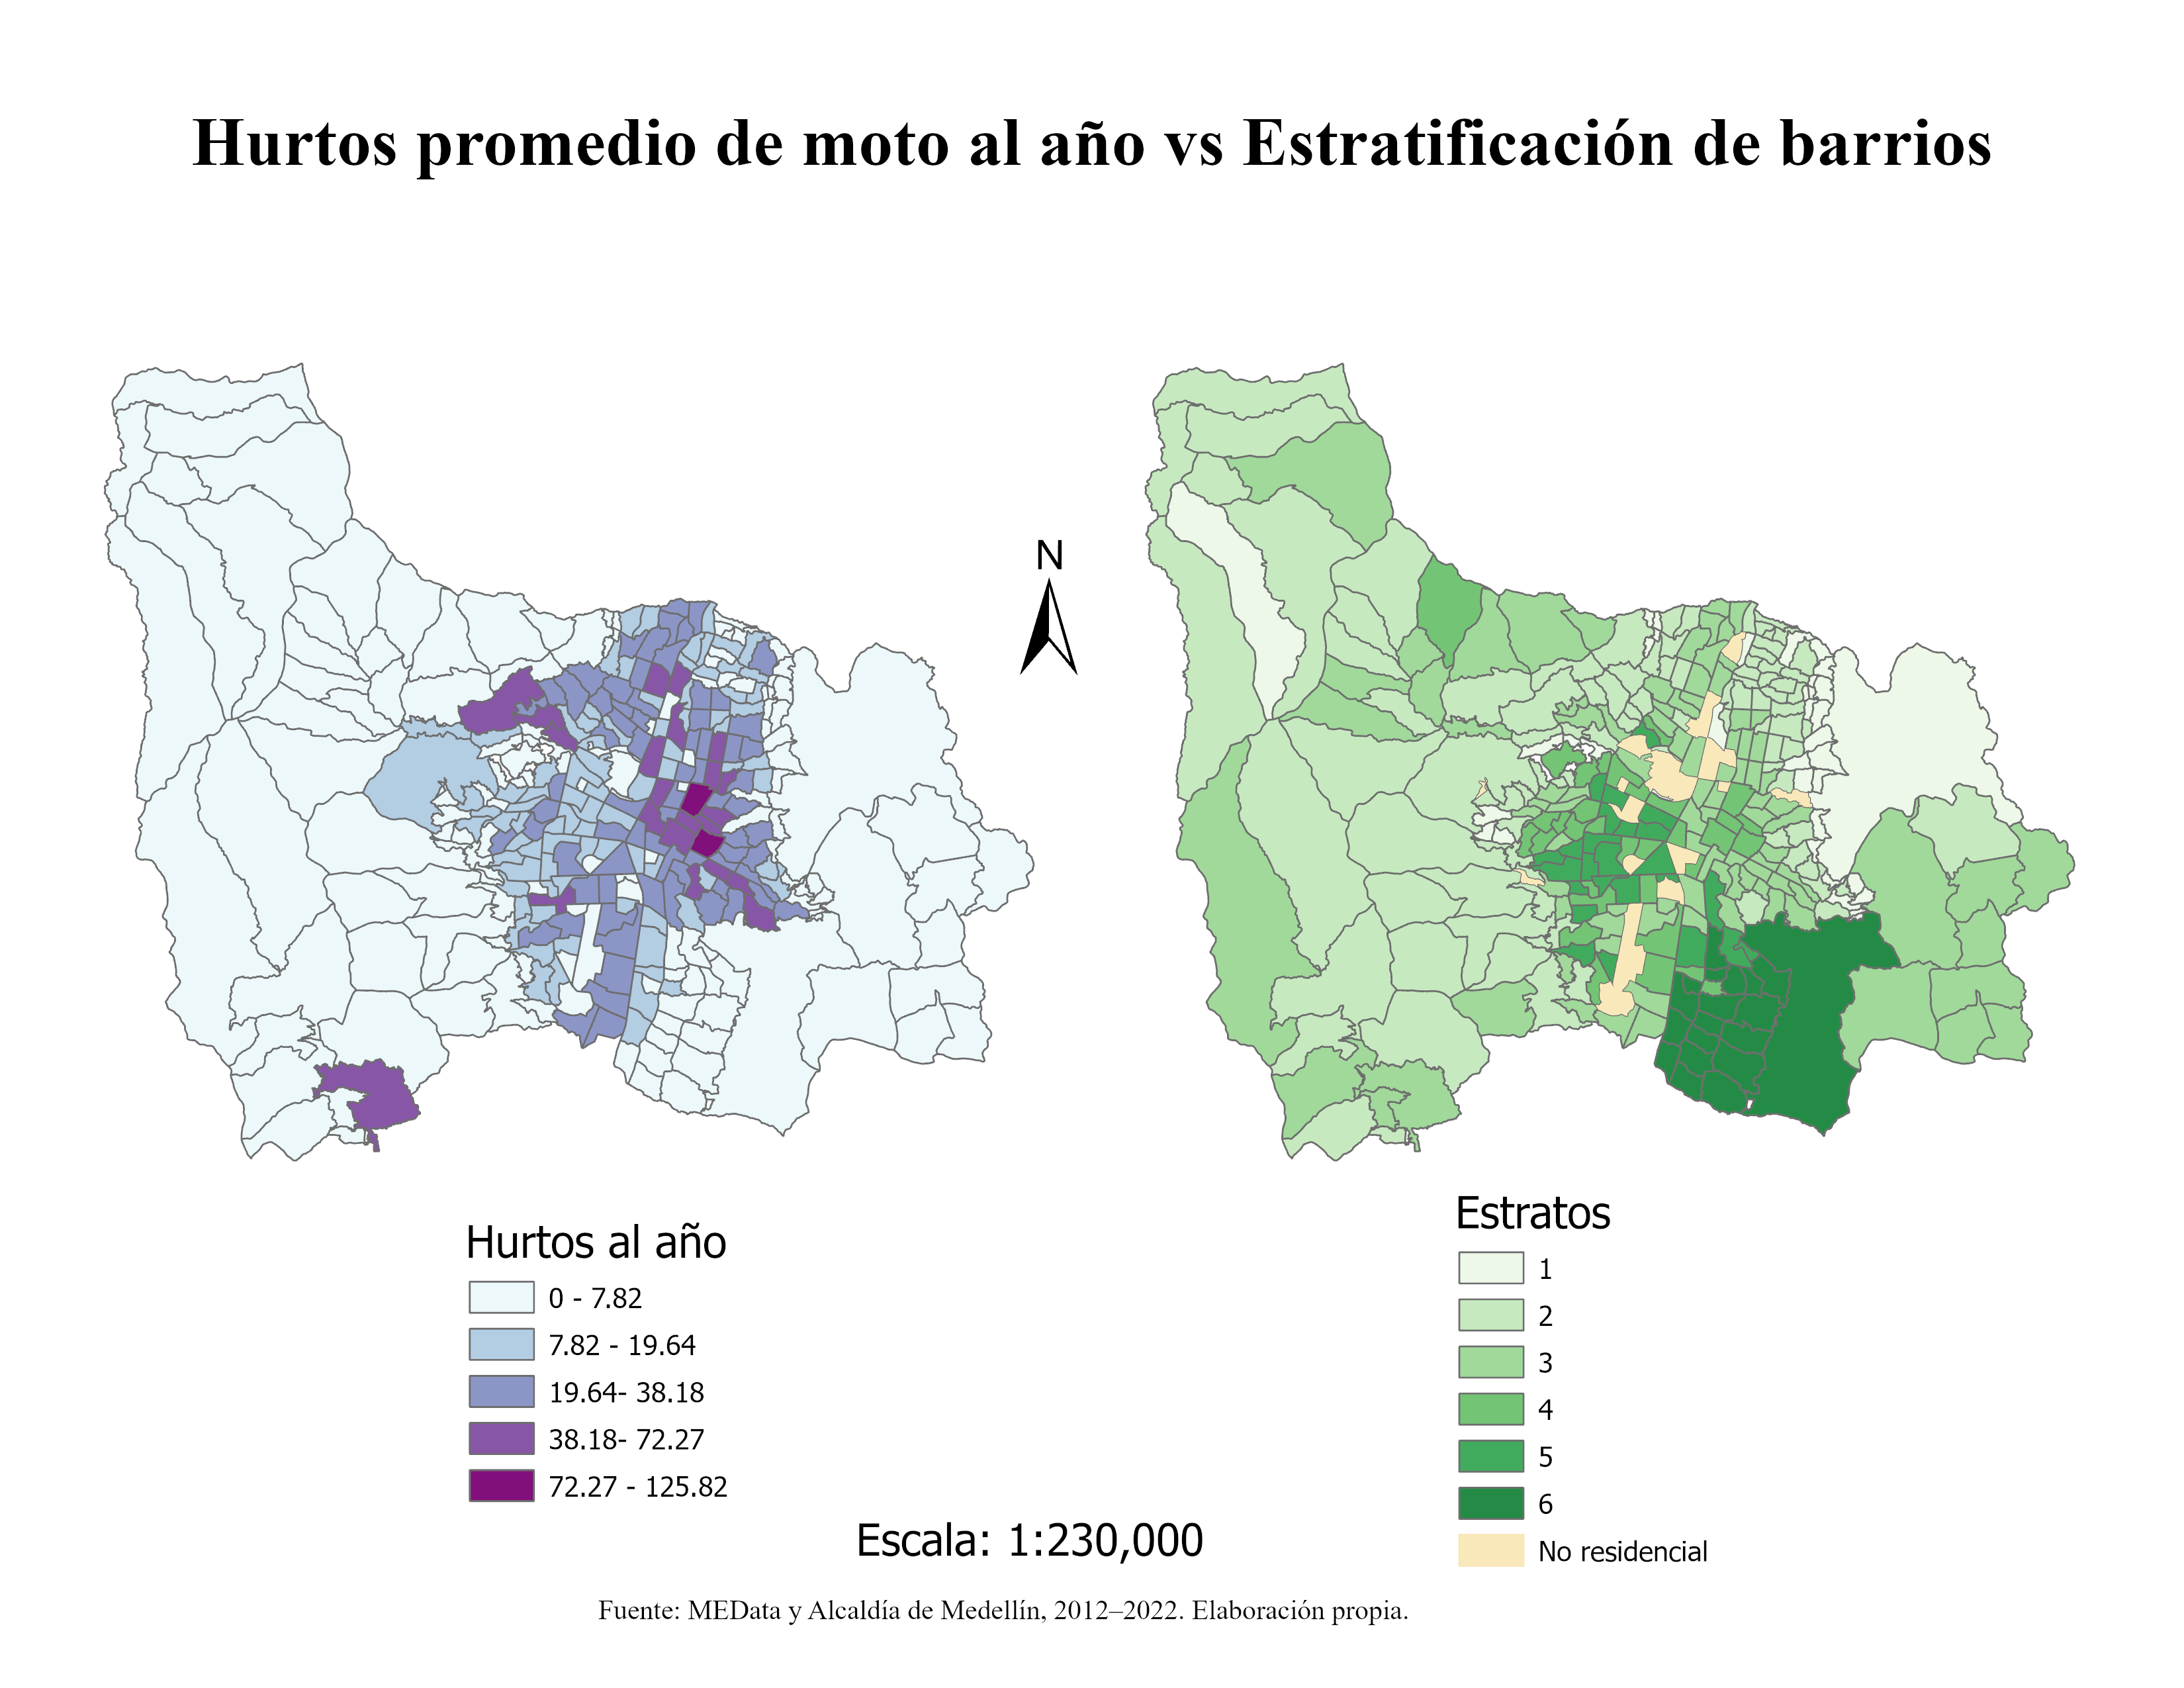 Hurtos promedio de moto al año vs Estratificación de barrios
N
Hurtos al año
0 - 7.82
7.82 - 19.64
19.64- 38.18
38.18- 72.27
72.27 - 125.82
Estratos
1
2
3
4
5
6
No residencial
Escala: 1:230,000
Fuente: MEData y Alcaldía de Medellín, 2012–2022. Elaboración propia.